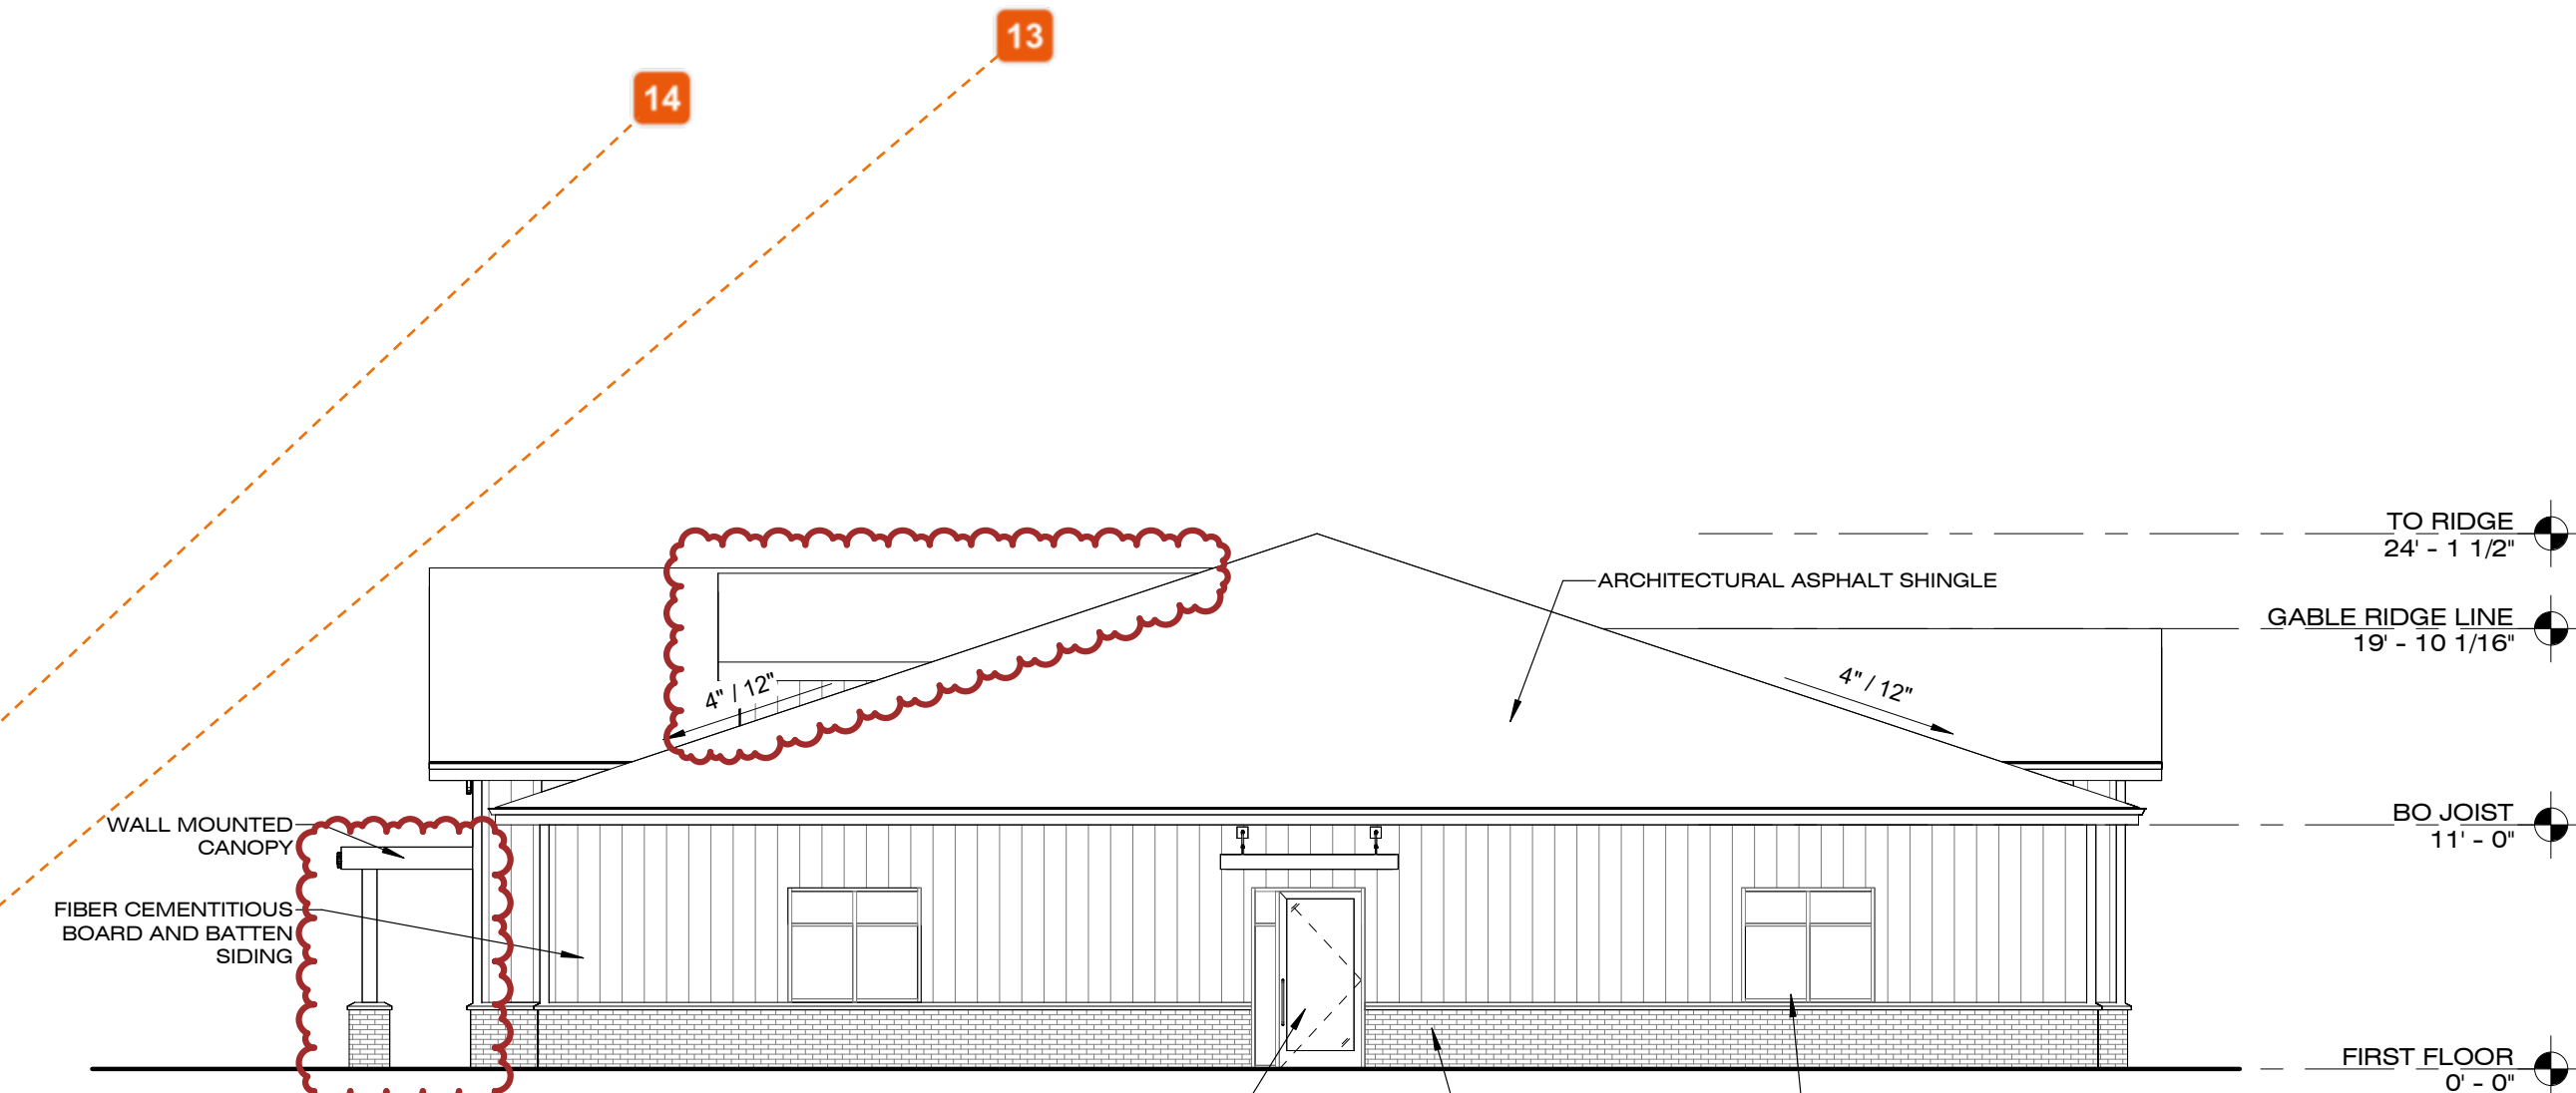 13
14
TO RIDGE
24' - 1 1/2"
ARCHITECTURAL ASPHALT SHINGLE
GABLE RIDGE LINE
19' - 10 1/16"
4" / 12"
4" / 12"
WALL MOUNTED
CANOPY
BO JOIST
11' - 0"
FIBER CEMENTITIOUS
BOARD AND BATTEN
SIDING
FIRST FLOOR
0' - 0"